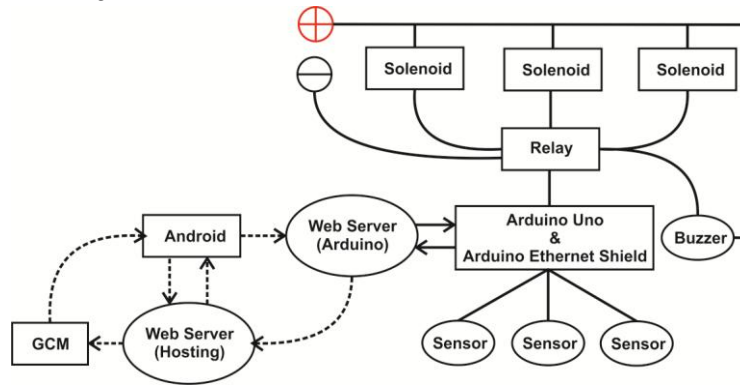 Solenoid
Solenoid
Solenoid
Relay
Android
Web Server
(Arduino)
Arduino Uno
&
Arduino Ethernet Shield
Buzzer
GCM
Web Server
(Hosting)
Sensor
Sensor
Sensor